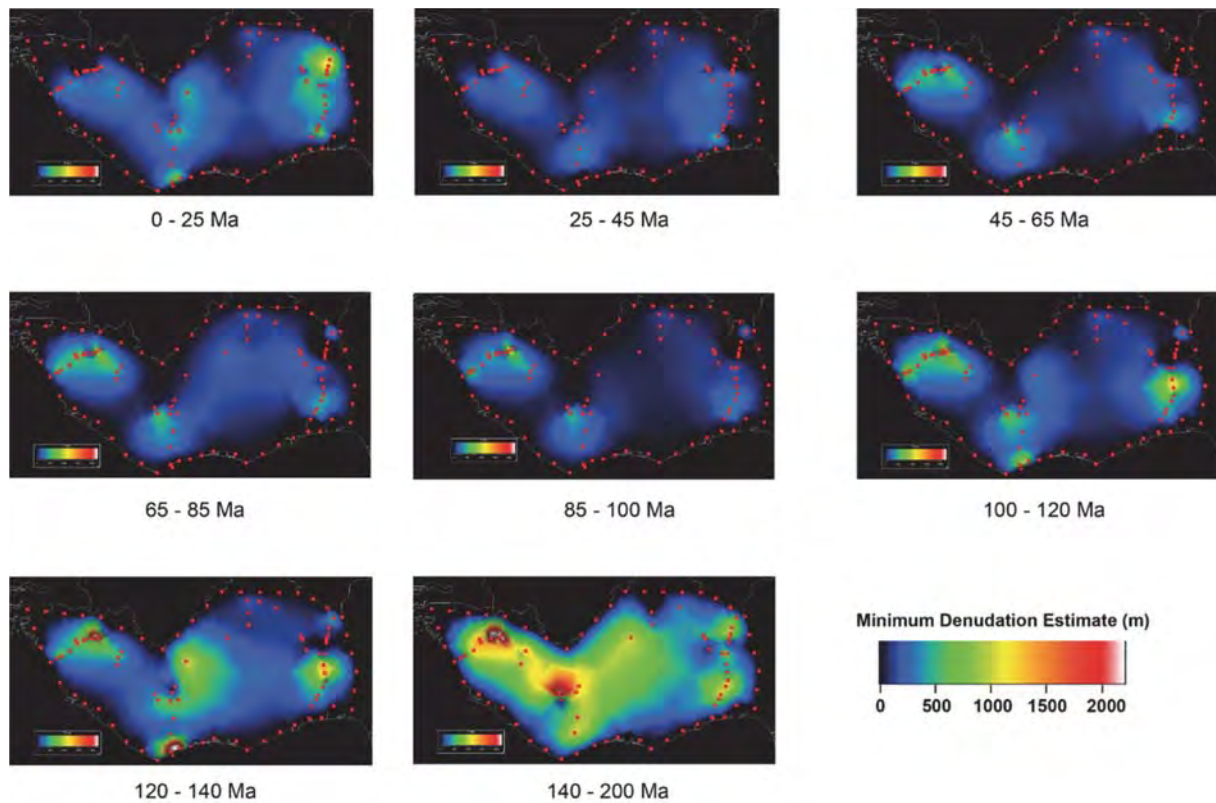 0 - 25 Ma
25 - 45 Ma
45 - 65 Ma
65 - 85 Ma
85 - 100 Ma
100 - 120 Ma
120 - 140 Ma
140 - 200 Ma
Minimum Denudation Estimate (m)
0 500 1000 1500 2000